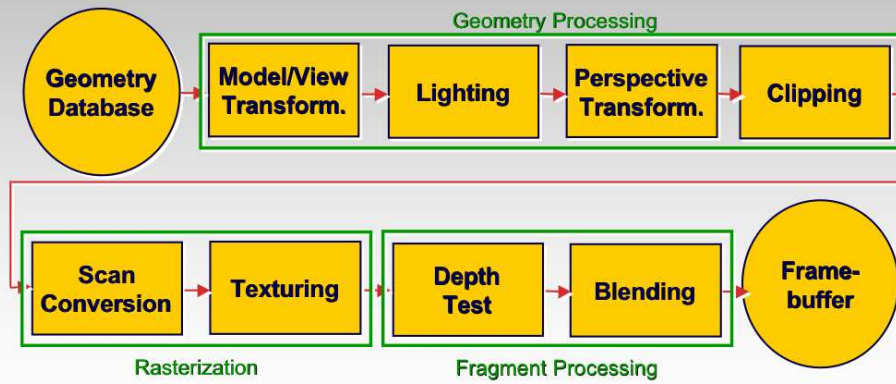 Geometry Processing
Geometry
Database
Model/View
Transform.
Lighting
Perspective
Transform.
Clipping
Scan
Conversion
Texturing
Depth
Test
Blending
Frame-
buffer
Rasterization
Fragment Processing